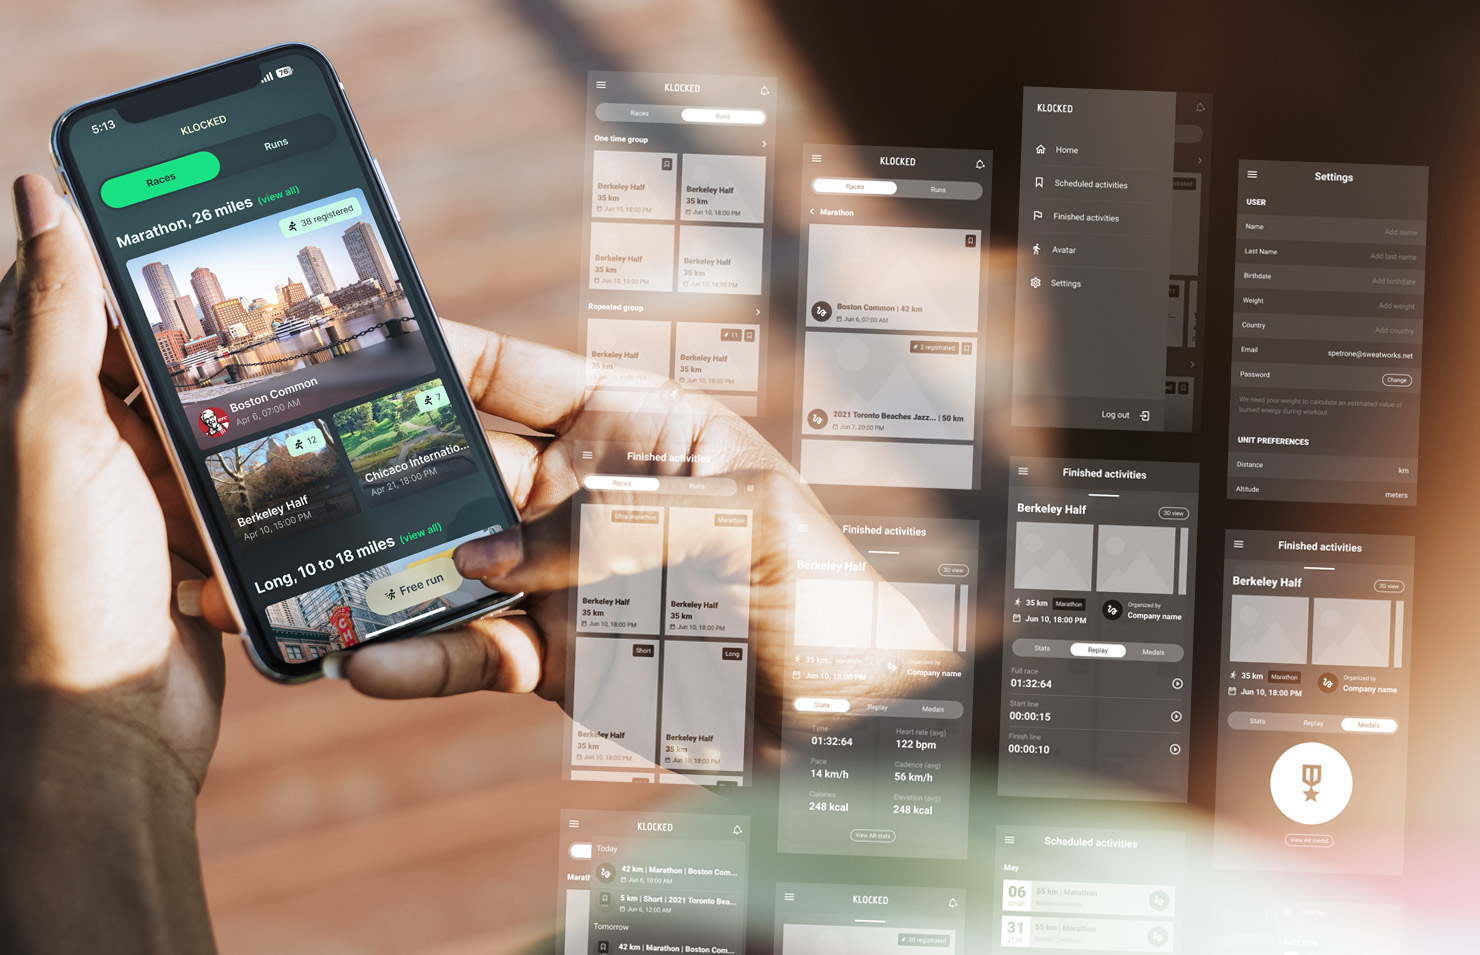 5:13
76
KLOCKED
Races
Runs
Marathon, 26 miles (view all)
38 registered
Boston Common
Apr 6, 07:00 AM
KFC
12
Berkeley Half
Apr 10, 15:00 PM
7
Chicaco Internatio...
Apr 21, 18:00 PM
Long, 10 to 18 miles (view all)
Free run
KLOCKED
Races
Runs
One time group
Berkeley Half
35 km
Jun 10, 18:00 PM
Berkeley Half
35 km
Jun 10, 18:00 PM
Berkeley Half
35 km
Jun 10, 18:00 PM
Berkeley Half
35 km
Jun 10, 18:00 PM
Repeated group
Berkeley Half
35 km
11
Berkeley Half
35 km
KLOCKED
Races
Runs
Marathon
Boston Common | 42 km
Jun 6, 07:00 AM
2 registered
2021 Toronto Beaches Jazz... | 50 km
Jun 7, 20:00 PM
KLOCKED
Home
Scheduled activities
Finished activities
Avatar
Settings
Log out
Settings
USER
Name
Add name
Last Name
Add last name
Birthdate
Add birthdate
Weight
Add weight
Country
Add country
Email
spetrone@sweatworks.net
Password
Change
We need your weight to calculate an estimated value of
burned energy during workout.
UNIT PREFERENCES
Distance
km
Altitude
meters
Finished activities
Races
Runs
Ultra marathon
Berkeley Half
35 km
Jun 10, 18:00 PM
Marathon
Berkeley Half
35 km
Jun 10, 18:00 PM
Short
Berkeley Half
35 km
Jun 10, 18:00 PM
Long
Berkeley Half
35 km
Jun 10, 18:00 PM
Finished activities
Berkeley Half
3D view
35 km
Marathon
Jun 10, 18:00 PM
Organized by
Company name
Stats
Replay
Medals
Time
01:32:64
Heart rate (avg)
122 bpm
Pace
14 km/h
Cadence (avg)
56 km/h
Calories
248 kcal
Elevation (avg)
248 kcal
View AR stats
Finished activities
Berkeley Half
3D view
35 km
Marathon
Jun 10, 18:00 PM
Organized by
Company name
Stats
Replay
Medals
Full race
01:32:64
Start line
00:00:15
Finish line
00:00:10
Finished activities
Berkeley Half
3D view
35 km
Marathon
Jun 10, 18:00 PM
Organized by
Company name
Stats
Replay
Medals
View AR medal
KLOCKED
Today
42 km | Marathon | Boston Com...
Jun 6, 10:00 AM
5 km | Short | 2021 Toronto Bea...
Jun 6, 12:00 AM
Tomorrow
42 km | Marathon | Boston Com...
KLOCKED
38 registered
Scheduled activities
May
06
07:00
55 km | Marathon
Boston Common
31
21:00
55 km | Marathon
Boston Common